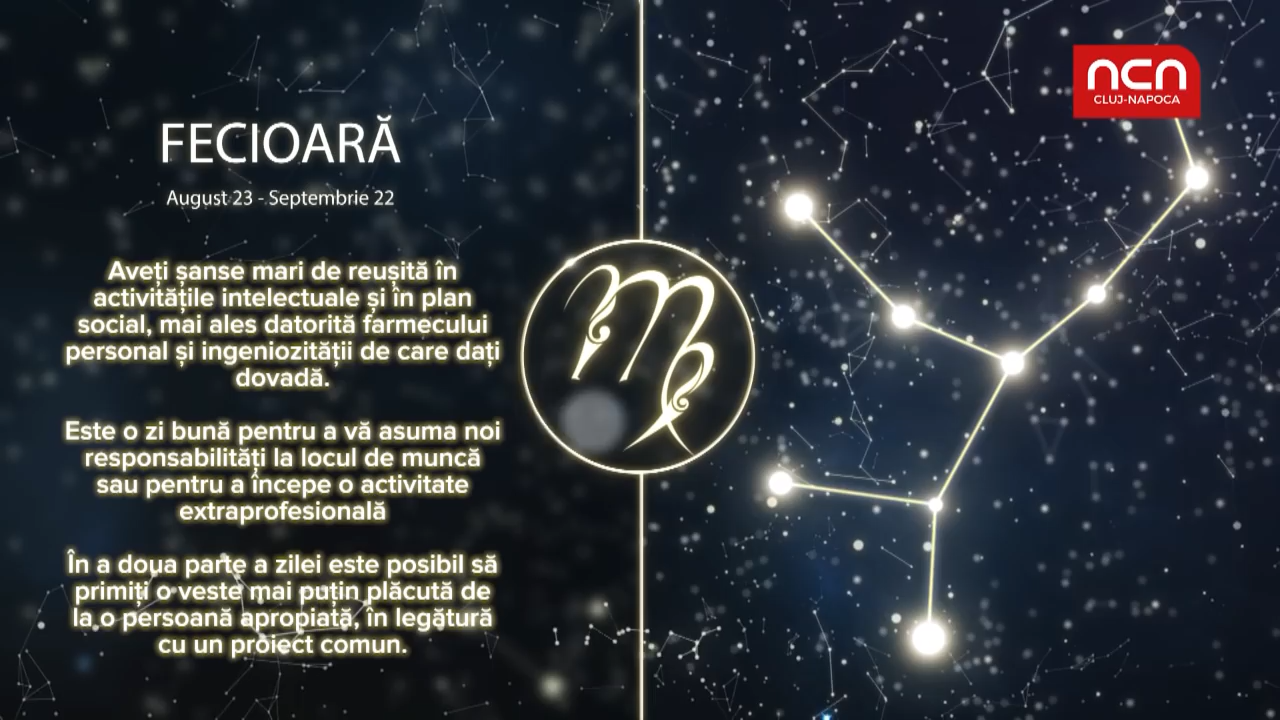 FECIOARĂ
August 23 - Septembrie 22
Aveți șanse mari de reușită în
activitățile intelectuale și în plan
social, mai ales datorită farmecului
personal și ingeniozității de care dați
dovadă.
Este o zi bună pentru a vă asuma noi
responsabilități la locul de muncă
sau pentru a începe o activitate
extraprofesională
În a doua parte a zilei este posibil să
primiți o veste mai puțin plăcută de
la o persoană apropiată, în legătură
cu un proiect comun.
ncn
CLUJ-NAPOCA